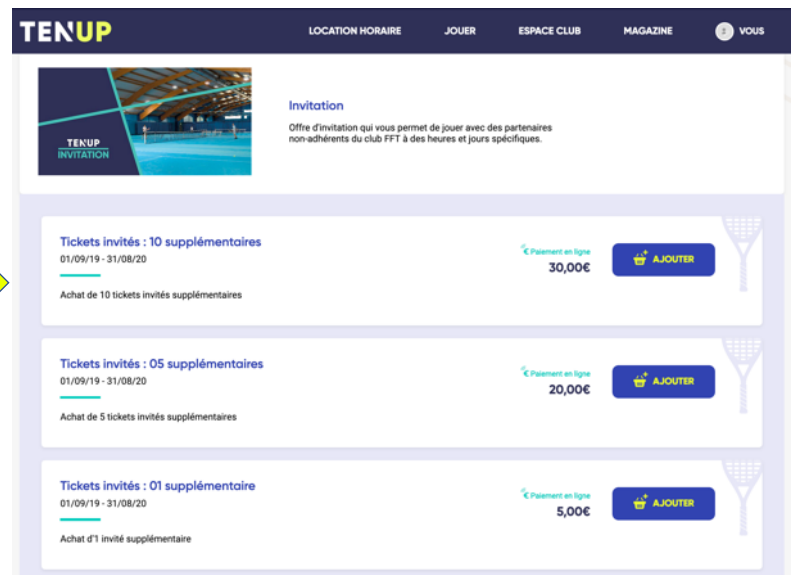 TEN'UP
LOCATION HORAIRE JOUER ESPACE CLUB MAGAZINE VOUS
TEN'UP
INVITATION
Invitation
Offre d'invitation qui vous permet de jouer avec des partenaires
non-adhérents du club FFT à des heures et jours spécifiques.
Tickets invités : 10 supplémentaires
01/09/19 - 31/08/20
Achat de 10 tickets invités supplémentaires
€ Paiement en ligne
30,00€
AJOUTER
Tickets invités : 05 supplémentaires
01/09/19 - 31/08/20
Achat de 5 tickets invités supplémentaires
€ Paiement en ligne
20,00€
AJOUTER
Tickets invités : 01 supplémentaire
01/09/19 - 31/08/20
Achat d'1 invité supplémentaire
€ Paiement en ligne
5,00€
AJOUTER